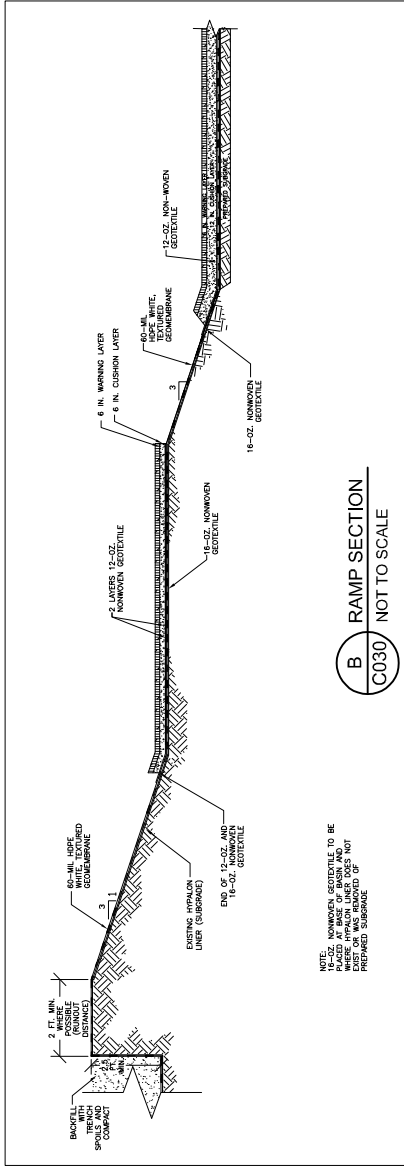 BACKFILL
WITH
TRENCH
SPOILS AND
COMPACT
2 FT. MIN.
WHERE
POSSIBLE
(RUNOUT
DISTANCE)
2.5
FT.
MIN.
60-MIL HDPE
WHITE, TEXTURED
GEOMEMBRANE
3
1
EXISTING HYPALON
LINER (SUBGRADE)
END OF 12-OZ. AND
16-OZ. NONWOVEN
GEOTEXTILE
2 LAYERS 12-OZ.
NONWOVEN GEOTEXTILE
16-OZ. NONWOVEN
GEOTEXTILE
6 IN. WARNING LAYER
6 IN. CUSHION LAYER
60-MIL
HDPE WHITE,
TEXTURED
GEOMEMBRANE
3
16-OZ. NONWOVEN
GEOTEXTILE
12-OZ. NON-WOVEN
GEOTEXTILE
IN. WARNING LAYER
12 IN. CUSHION LAYER
PREPARED SUBGRADE
NOTE:
16-OZ. NONWOVEN GEOTEXTILE TO BE
PLACED AT BASE OF BASIN AND
WHERE HYPALON LINER DOES NOT
EXIST OR WAS REMOVED OF
PREPARED SUBGRADE
B
C030
RAMP SECTION
NOT TO SCALE